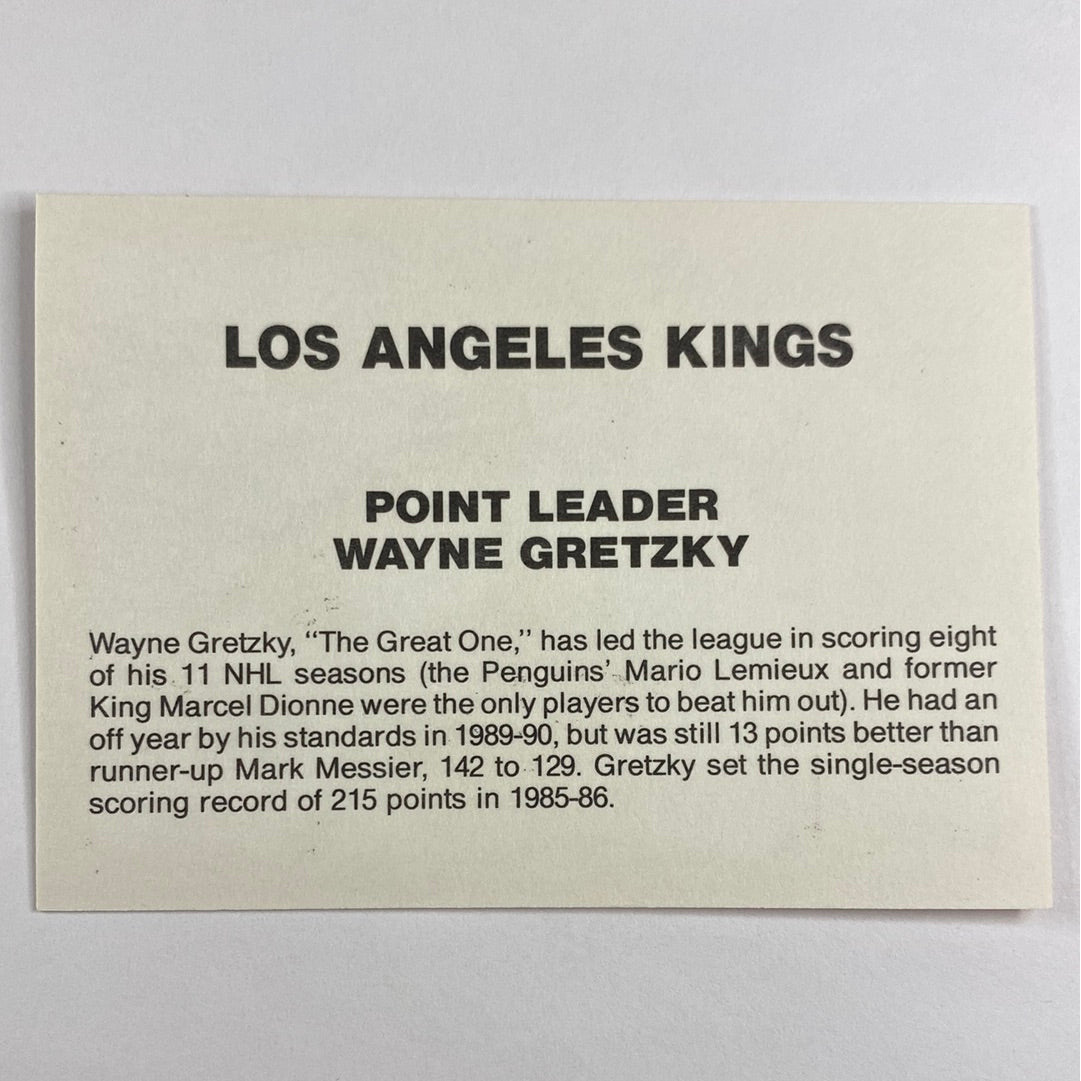 LOS ANGELES KINGS
POINT LEADER
WAYNE GRETZKY
Wayne Gretzky, “The Great One,” has led the league in scoring eight
of his 11 NHL seasons (the Penguins’ Mario Lemieux and former
King Marcel Dionne were the only players to beat him out). He had an
off year by his standards in 1989-90, but was still 13 points better than
runner-up Mark Messier, 142 to 129. Gretzky set the single-season
scoring record of 215 points in 1985-86.